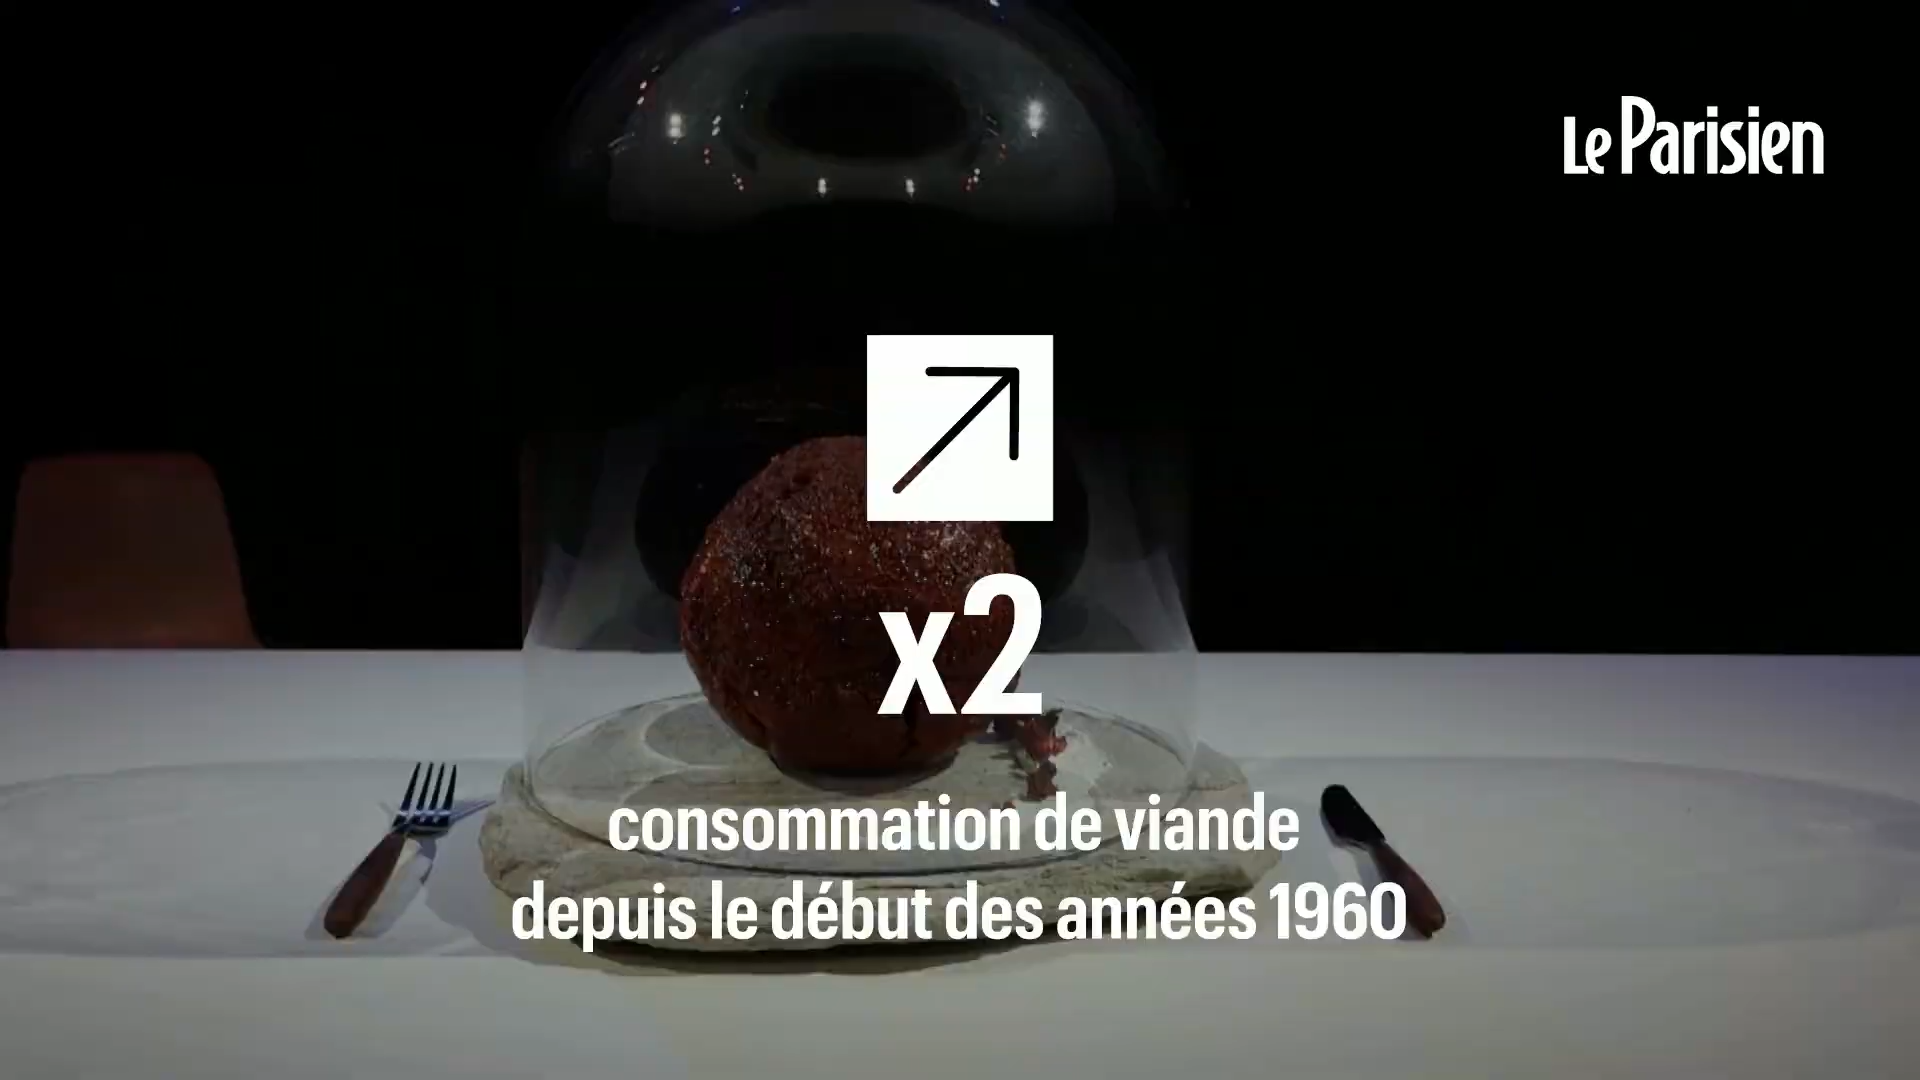 Le Parisien
x2
consommation de viande
depuis le début des années 1960